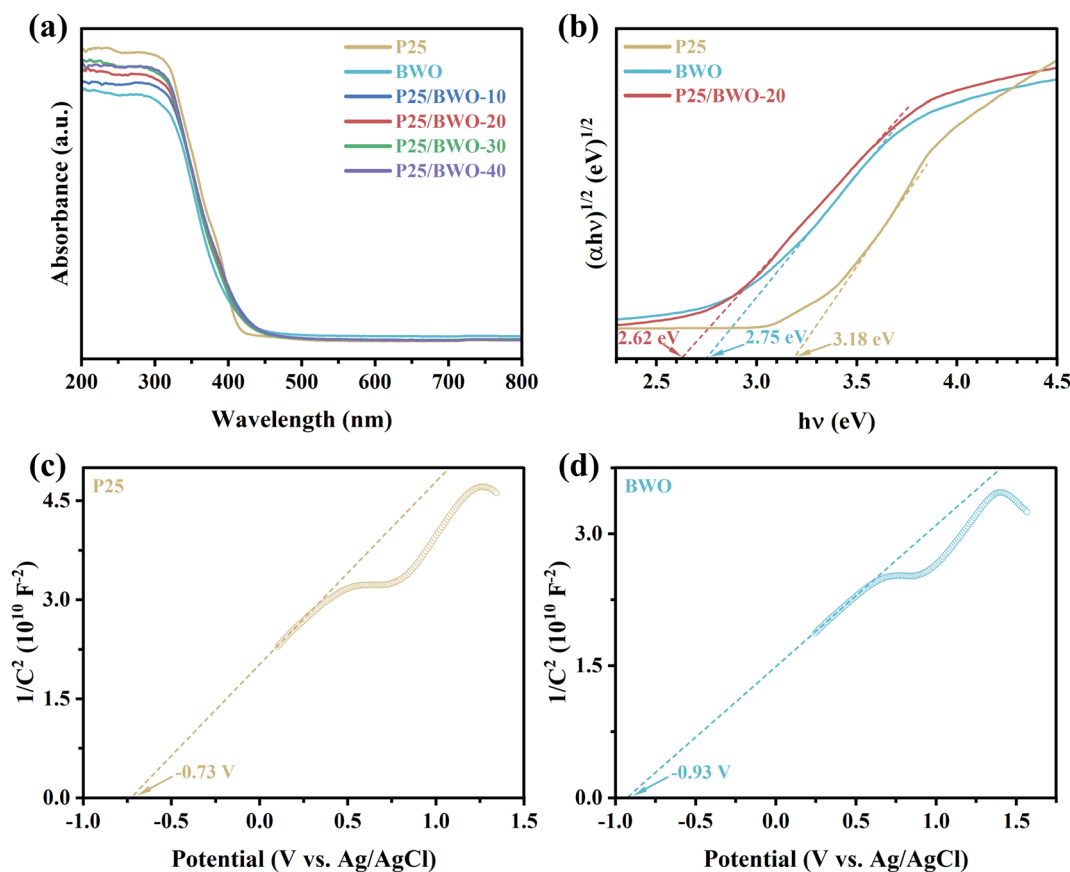 (a)
P25
BWO
P25/BWO-10
P25/BWO-20
P25/BWO-30
P25/BWO-40
Absorbance (a.u.)
200 300 400 500 600 700 800
Wavelength (nm)
(b)
P25
BWO
P25/BWO-20
(αhν)1/2 (eV)1/2
2.62 eV
2.75 eV
3.18 eV
2.5 3.0 3.5 4.0 4.5
hν (eV)
(c)
P25
4.5
3.0
1.5
0.0
1/C2 (1010 F-2)
-0.73 V
-1.0 -0.5 0.0 0.5 1.0 1.5
Potential (V vs. Ag/AgCl)
(d)
BWO
3.0
1.5
0.0
1/C2 (1010 F-2)
-0.93 V
-1.0 -0.5 0.0 0.5 1.0 1.5
Potential (V vs. Ag/AgCl)